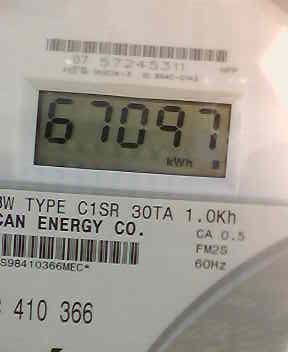 07 57245311
67097
kWh
3W TYPE C1SR 30TA 1.0Kh
CAN ENERGY CO.
CA 0.5
FM2S
60Hz
S98410366MEC*
410 366